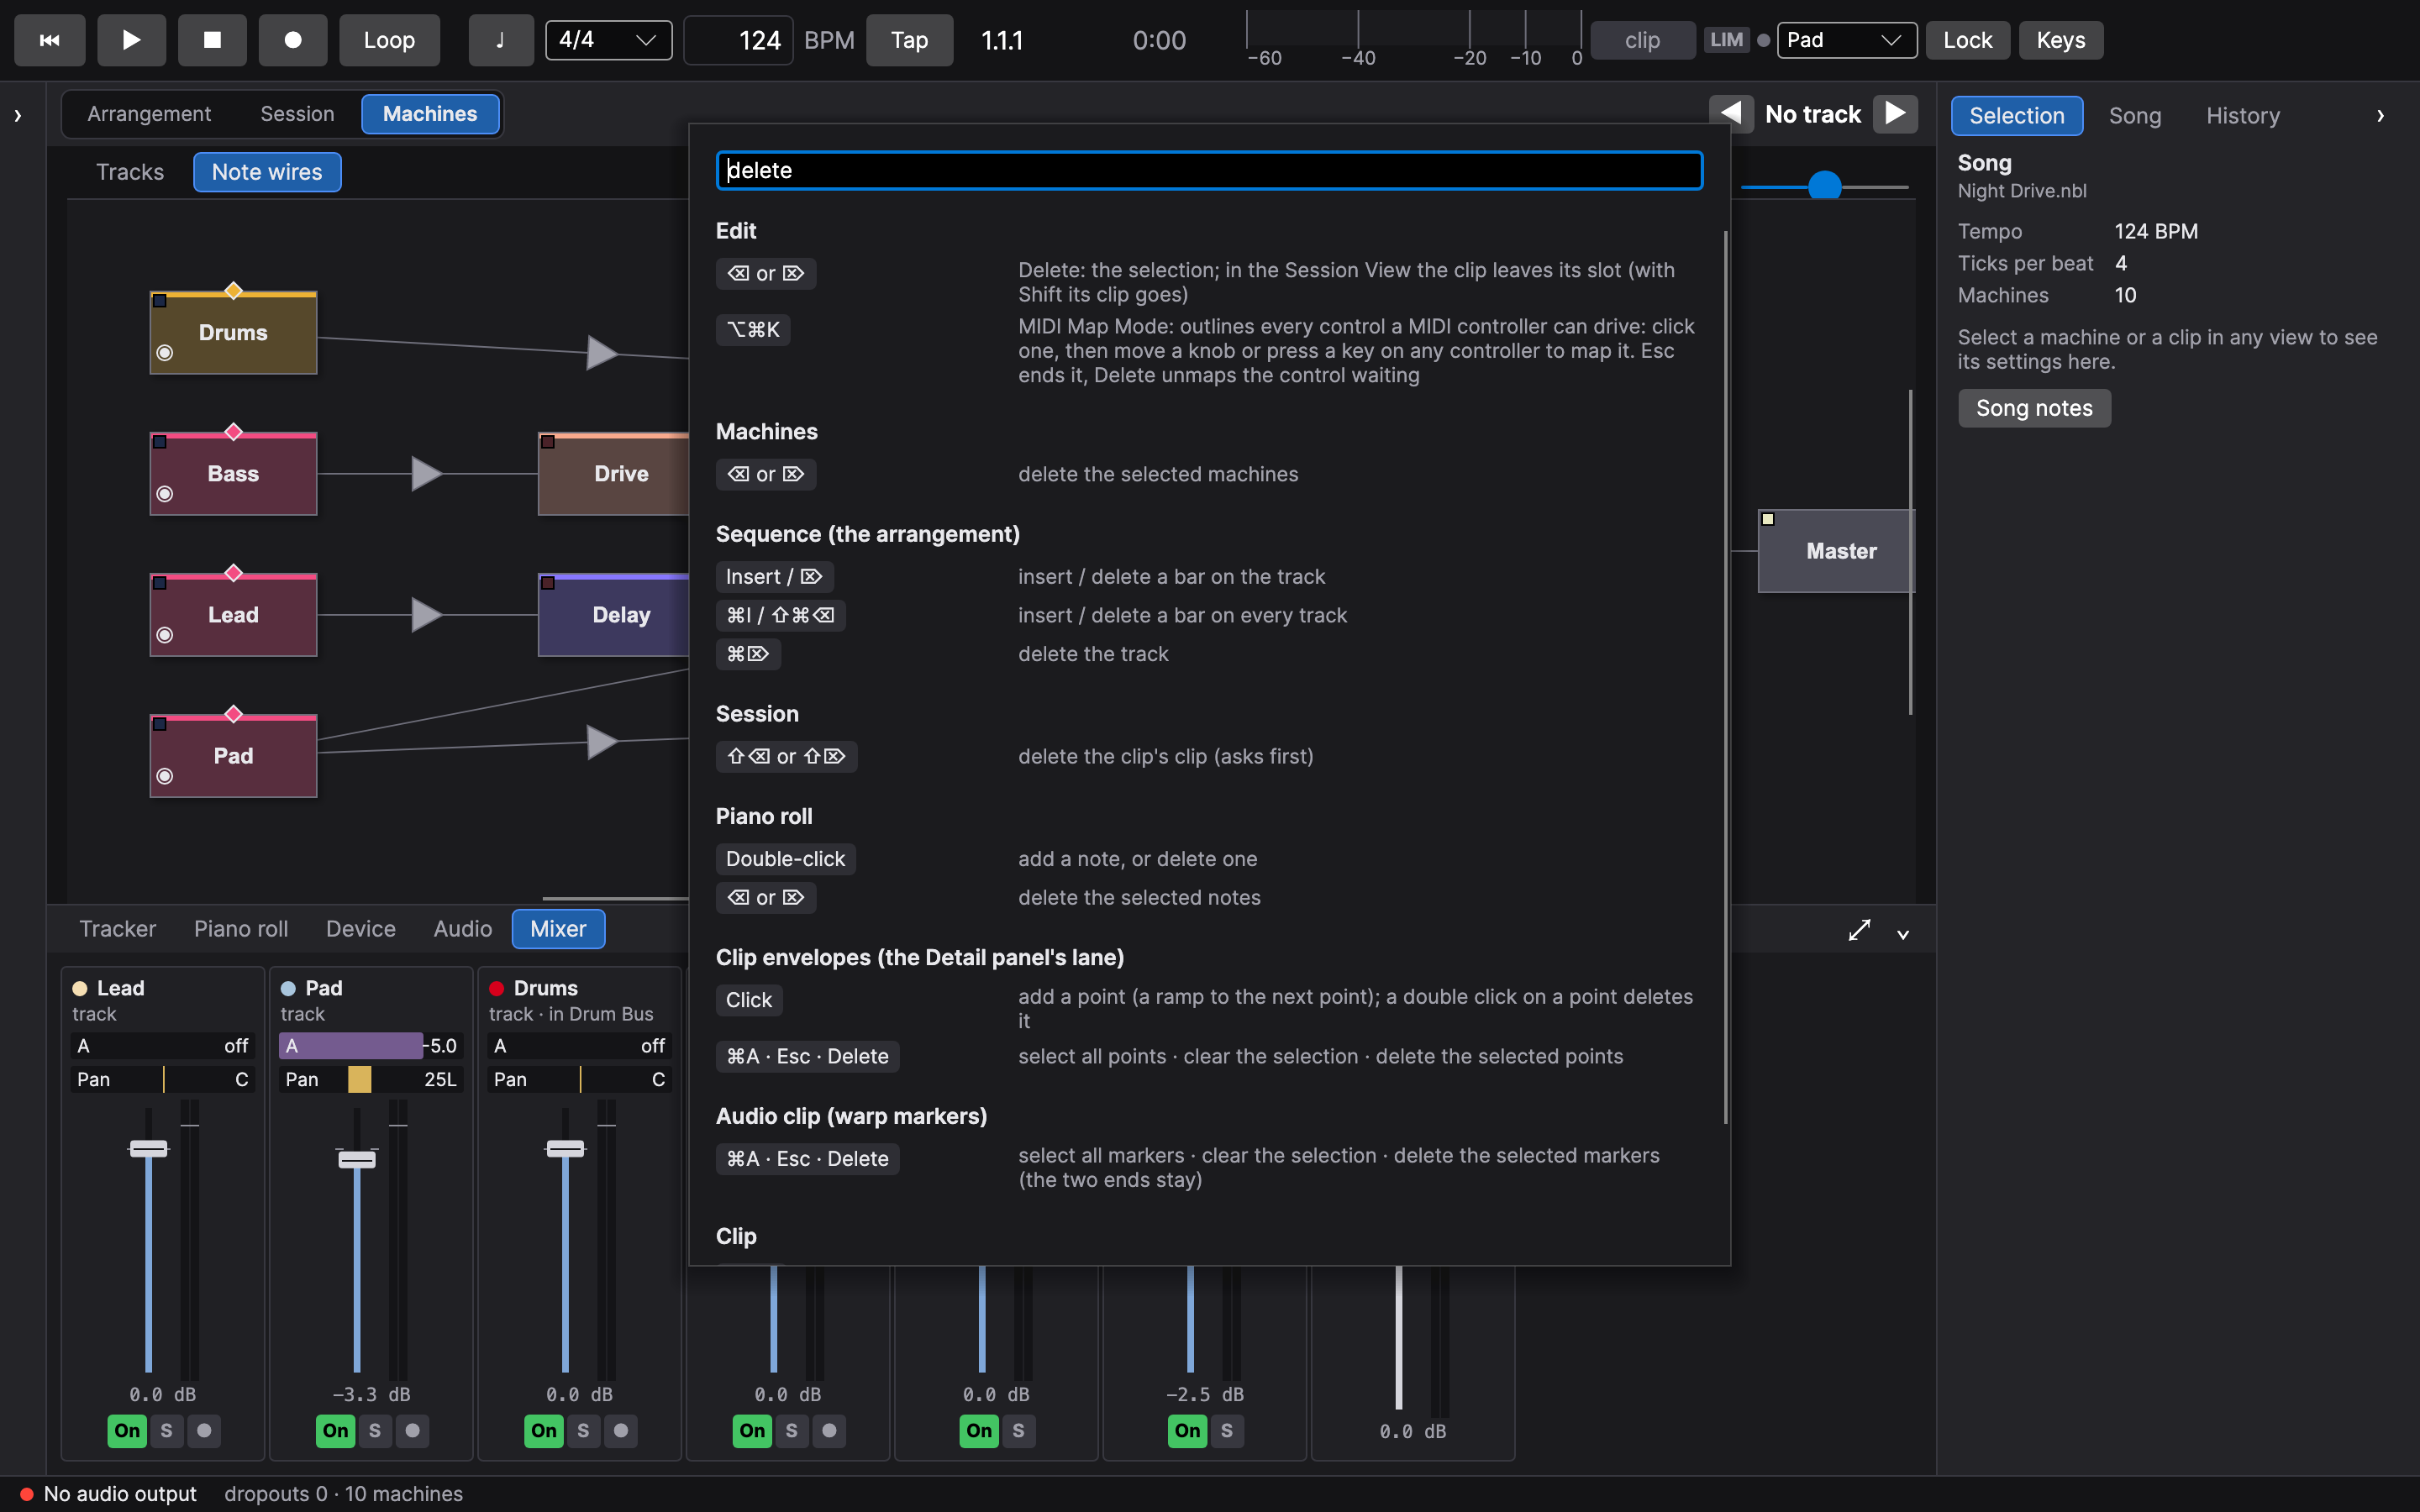 Loop
4/4
124 BPM
Tap
1.1.1
0:00
−60 −40 −20 −10 0
clip
LIM
Pad
Lock
Keys
Arrangement Session Machines
No track
Selection Song History
Tracks Note wires
delete
Song
Night Drive.nbl
Tempo 124 BPM
Ticks per beat 4
Machines 10
Select a machine or a clip in any view to see
its settings here.
Song notes
Drums
Bass
Drive
Lead
Delay
Pad
Master
Edit
⌫ or ⌦
Delete: the selection; in the Session View the clip leaves its slot (with
Shift its clip goes)
⌥⌘K
MIDI Map Mode: outlines every control a MIDI controller can drive: click
one, then move a knob or press a key on any controller to map it. Esc
ends it, Delete unmaps the control waiting
Machines
⌫ or ⌦ delete the selected machines
Sequence (the arrangement)
Insert / ⌦ insert / delete a bar on the track
⌘I / ⇧⌘⌫ insert / delete a bar on every track
⌘⌦ delete the track
Session
⇧⌫ or ⇧⌦ delete the clip's clip (asks first)
Piano roll
Double-click add a note, or delete one
⌫ or ⌦ delete the selected notes
Clip envelopes (the Detail panel's lane)
Click
add a point (a ramp to the next point); a double click on a point deletes
it
⌘A · Esc · Delete select all points · clear the selection · delete the selected points
Audio clip (warp markers)
⌘A · Esc · Delete
select all markers · clear the selection · delete the selected markers
(the two ends stay)
Clip
Tracker Piano roll Device Audio Mixer
Lead
track
A off
Pan C
0.0 dB
On S
Pad
track
A −5.0
Pan 25L
−3.3 dB
On S
Drums
track · in Drum Bus
A off
Pan C
0.0 dB
On S
0.0 dB
On S
0.0 dB
On S
−2.5 dB
On S
0.0 dB
No audio output dropouts 0 · 10 machines